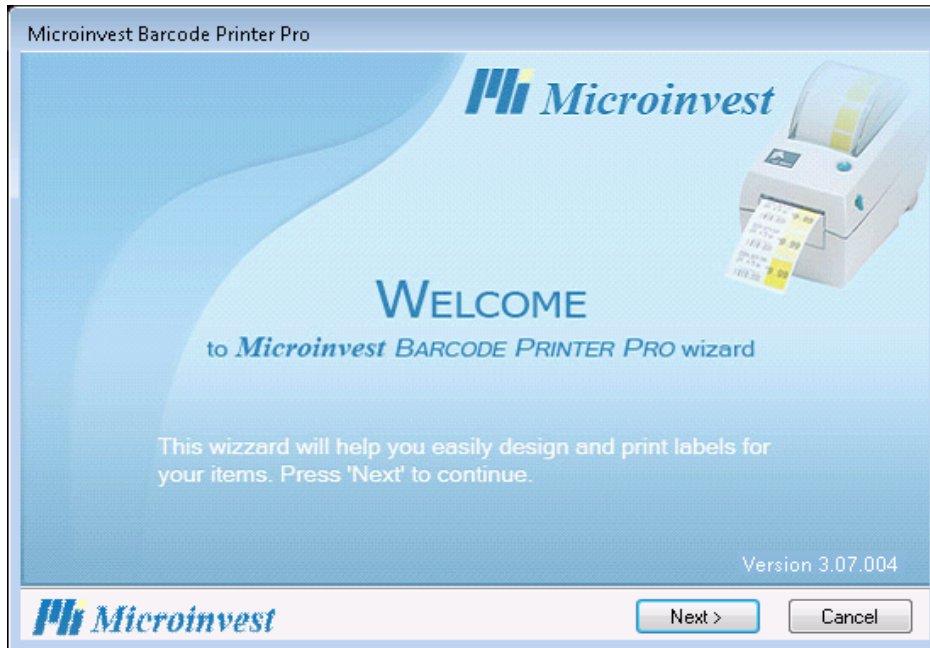 Microinvest Barcode Printer Pro
Microinvest
WELCOME
to Microinvest BARCODE PRINTER PRO wizard
This wizzard will help you easily design and print labels for
your items. Press 'Next' to continue.
Version 3.07.004
Microinvest
Next >
Cancel